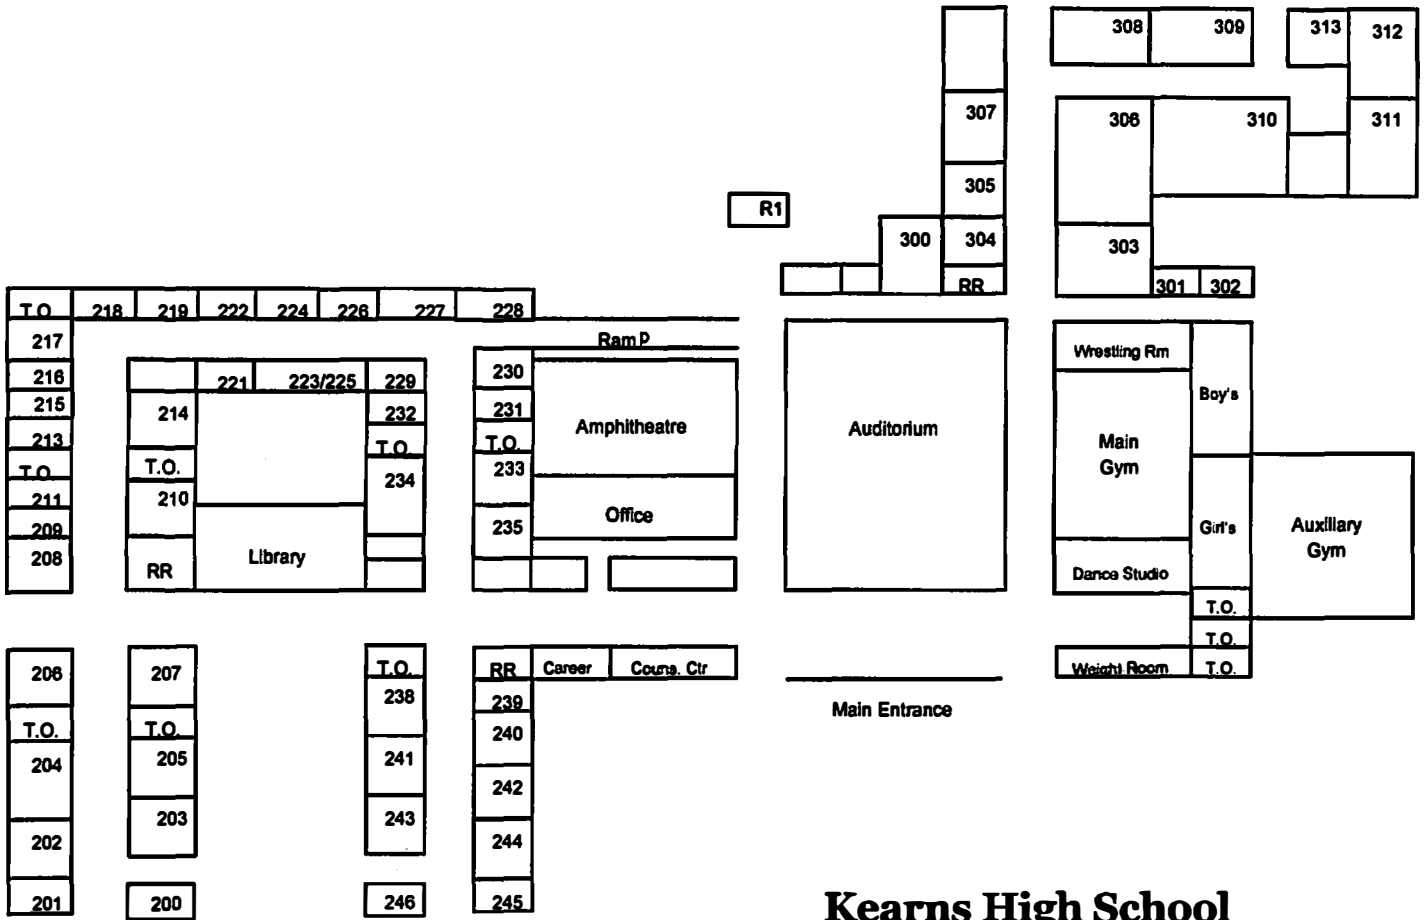 308 309 313 312
307 306 310 311
305
R1
300 304 303
RR 301 302
T.O. 218 219 222 224 226 227 228
217 Ramp
216 221 223/225 229 230 Wrestling Rm
215 214 232 231 Amphitheatre Auditorium Boy's
213 T.O. T.O. Main
Gym
T.O. T.O. 234 233
211 210
209 235 Office Girl's Auxiliary
Gym
208 RR Library Dance Studio
T.O.
T.O.
206 207 T.O. RR Career Couns. Ctr Weight Room T.O.
238 239 Main Entrance
T.O. T.O. 240
204 205 241 242
202 203 243 244
201 200 246 245
Kearns High School